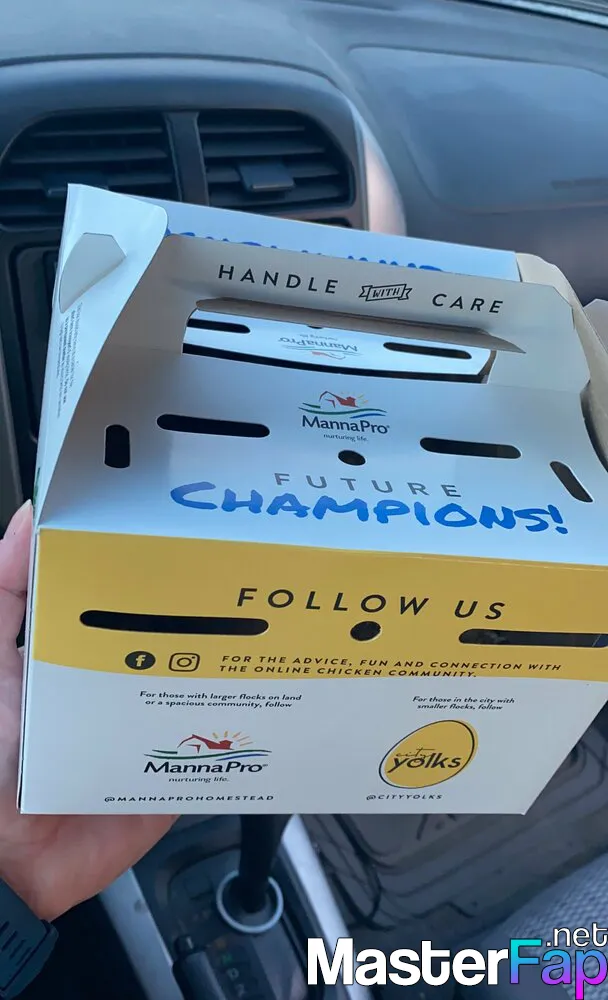 HANDLE WITH CARE
MannaPro
MannaPro®
nurturing life.
FUTURE
CHAMPIONS!
FOLLOW US
f
FOR THE ADVICE, FUN AND CONNECTION WITH
THE ONLINE CHICKEN COMMUNITY.
For those with larger flocks on land
or a spacious community, follow
For those in the city with
smaller flocks, follow
MannaPro®
nurturing life.
city
yolks
@MANNAPROHOMESTEAD
@CITYYOLKS
.net
MasterFap